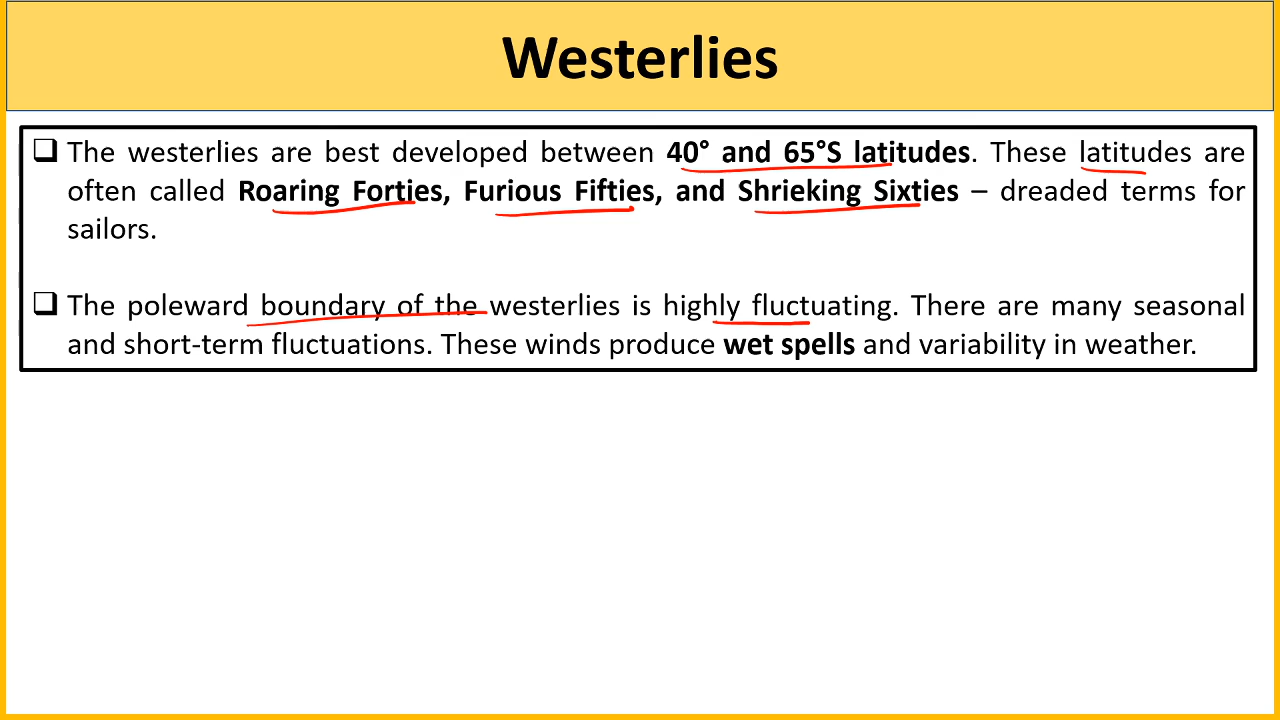 Westerlies
❑ The westerlies are best developed between 40° and 65°S latitudes. These latitudes are
often called Roaring Forties, Furious Fifties, and Shrieking Sixties – dreaded terms for
sailors.
❑ The poleward boundary of the westerlies is highly fluctuating. There are many seasonal
and short-term fluctuations. These winds produce wet spells and variability in weather.